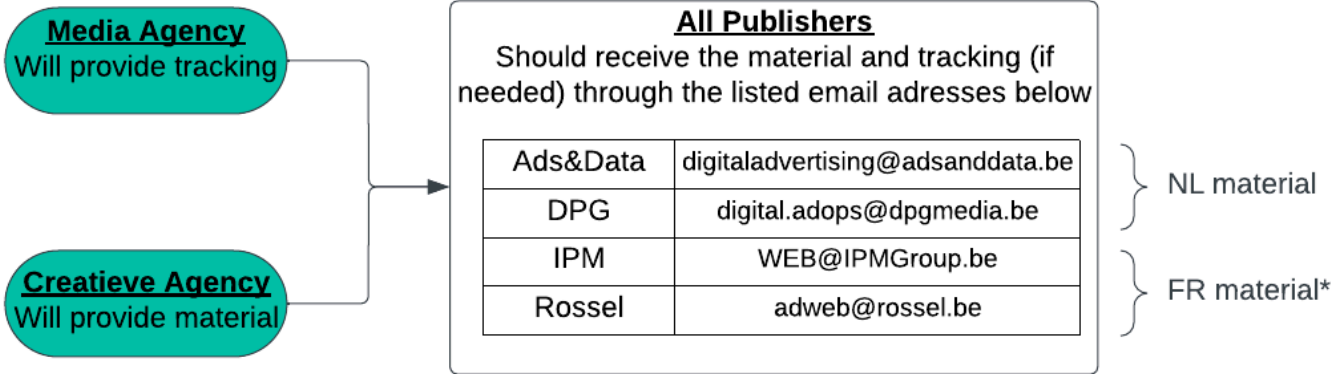 Media Agency
Will provide tracking
Creatieve Agency
Will provide material
All Publishers
Should receive the material and tracking (if
needed) through the listed email adresses below
Ads&Data digitaladvertising@adsanddata.be
DPG digital.adops@dpgmedia.be
IPM WEB@IPMGroup.be
Rossel adweb@rossel.be
NL material
FR material*